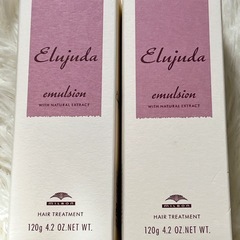 Elujuda
emulsion
WITH NATURAL EXTRACT
milbon
HAIR TREATMENT
120g 4.2 OZ.NET WT.
Elujuda
emulsion
WITH NATURAL EXTRACT
milbon
HAIR TREATMENT
120g 4.2 OZ.NET WT.